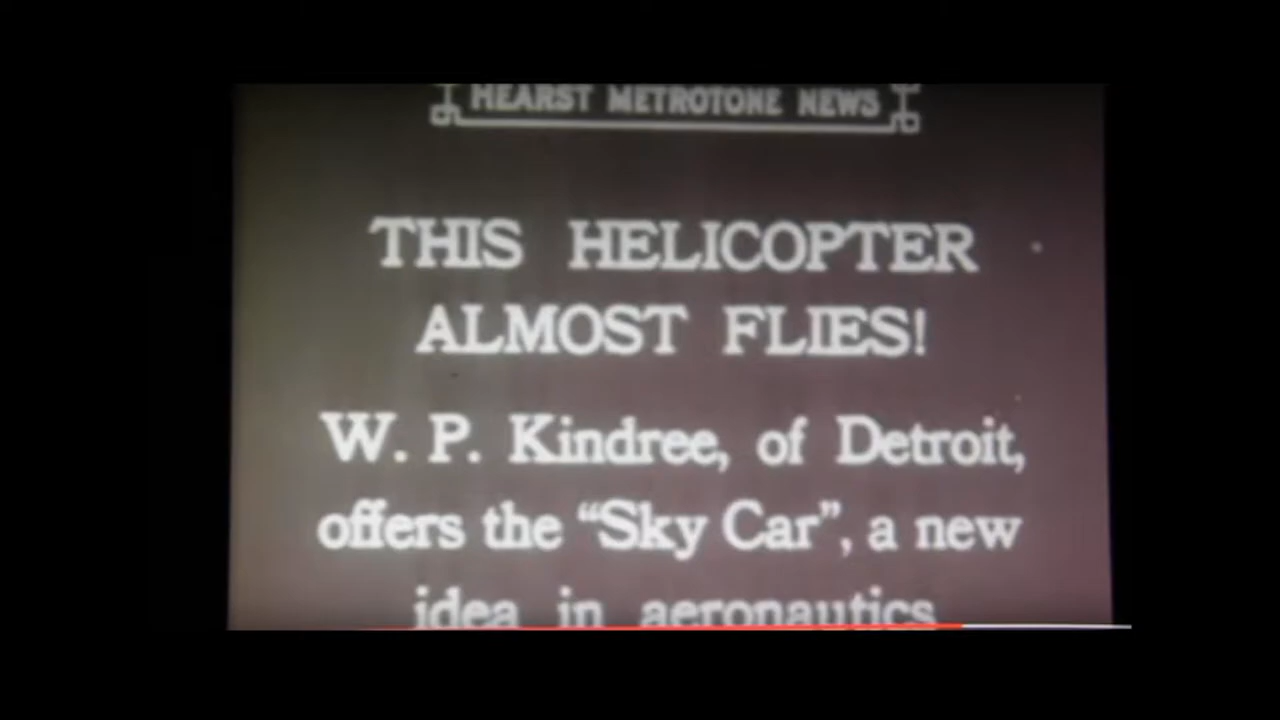 HEARST METROTONE NEWS
THIS HELICOPTER
ALMOST FLIES!
W. P. Kindree, of Detroit,
offers the “Sky Car”, a new
idea in aeronautics